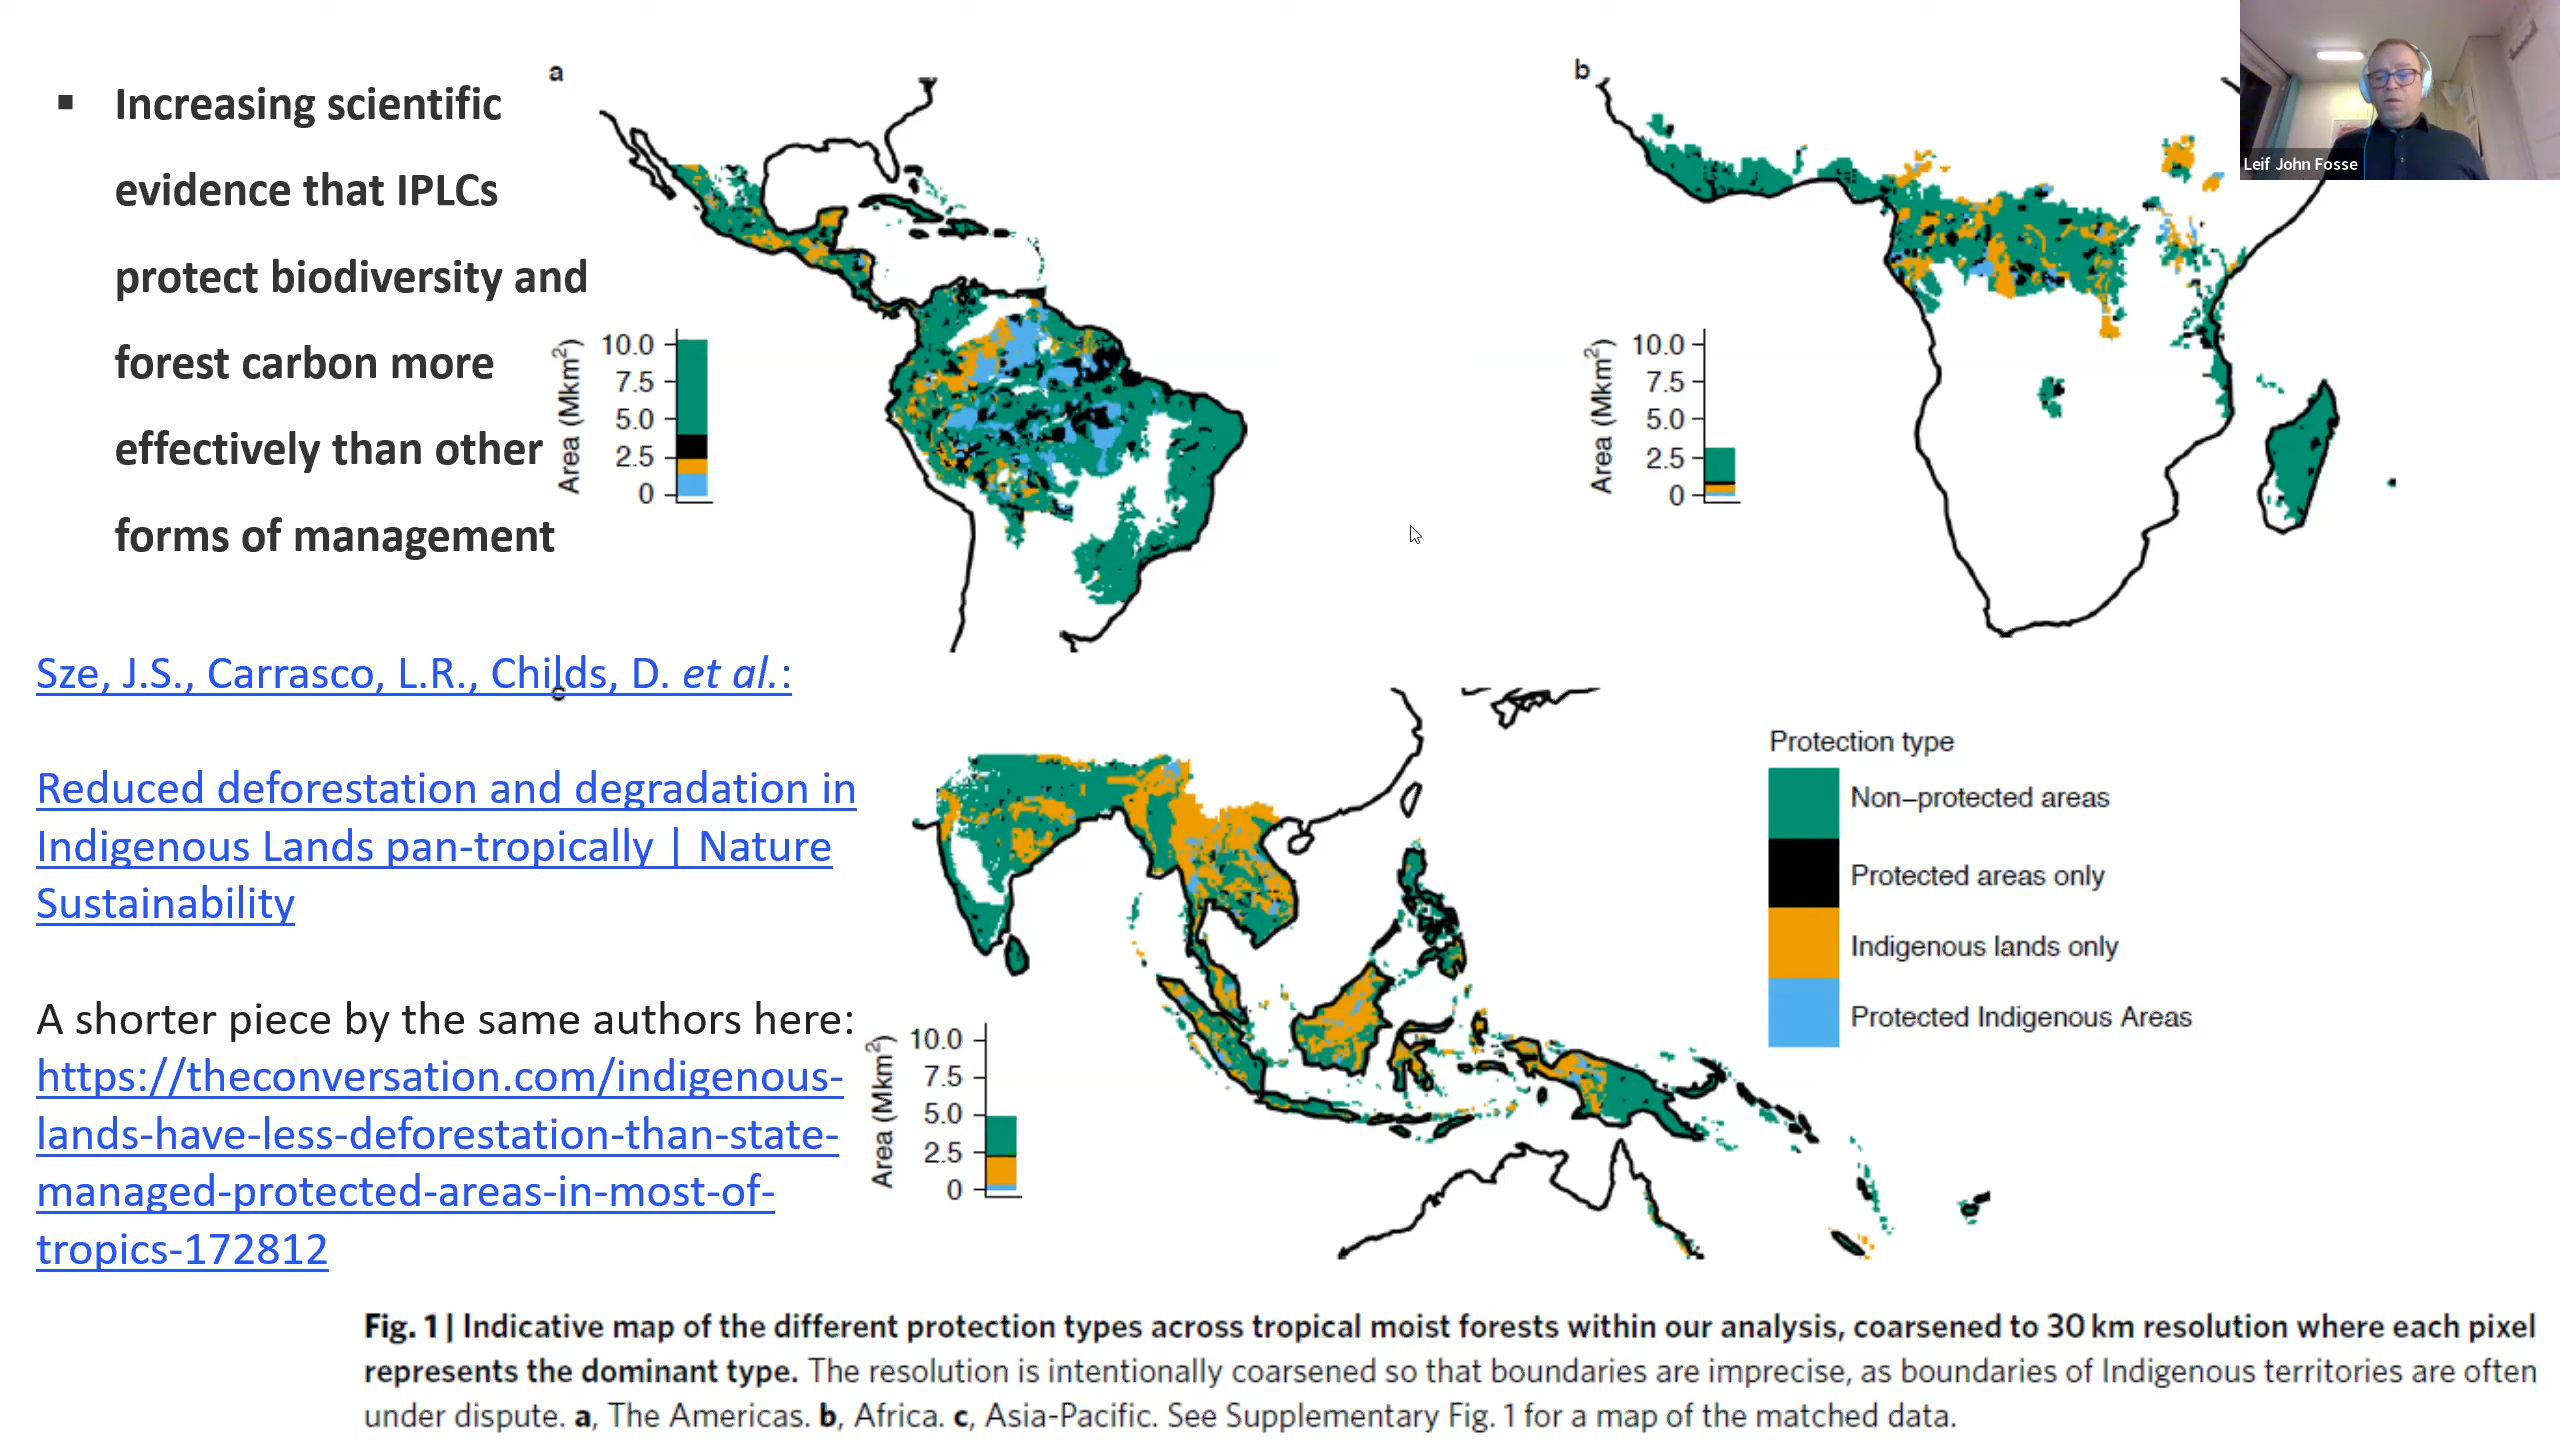 ▪ Increasing scientific
evidence that IPLCs
protect biodiversity and
forest carbon more
effectively than other
forms of management
Sze, J.S., Carrasco, L.R., Childs, D. et al.:
Reduced deforestation and degradation in
Indigenous Lands pan-tropically | Nature
Sustainability
A shorter piece by the same authors here:
https://theconversation.com/indigenous-
lands-have-less-deforestation-than-state-
managed-protected-areas-in-most-of-
tropics-172812
a
Area (Mkm²)
10.0
7.5
5.0
2.5
0
b
Area (Mkm²)
10.0
7.5
5.0
2.5
0
Leif John Fosse
c
Area (Mkm²)
10.0
7.5
5.0
2.5
0
Protection type
Non–protected areas
Protected areas only
Indigenous lands only
Protected Indigenous Areas
Fig. 1 | Indicative map of the different protection types across tropical moist forests within our analysis, coarsened to 30 km resolution where each pixel
represents the dominant type. The resolution is intentionally coarsened so that boundaries are imprecise, as boundaries of Indigenous territories are often
under dispute. a, The Americas. b, Africa. c, Asia-Pacific. See Supplementary Fig. 1 for a map of the matched data.